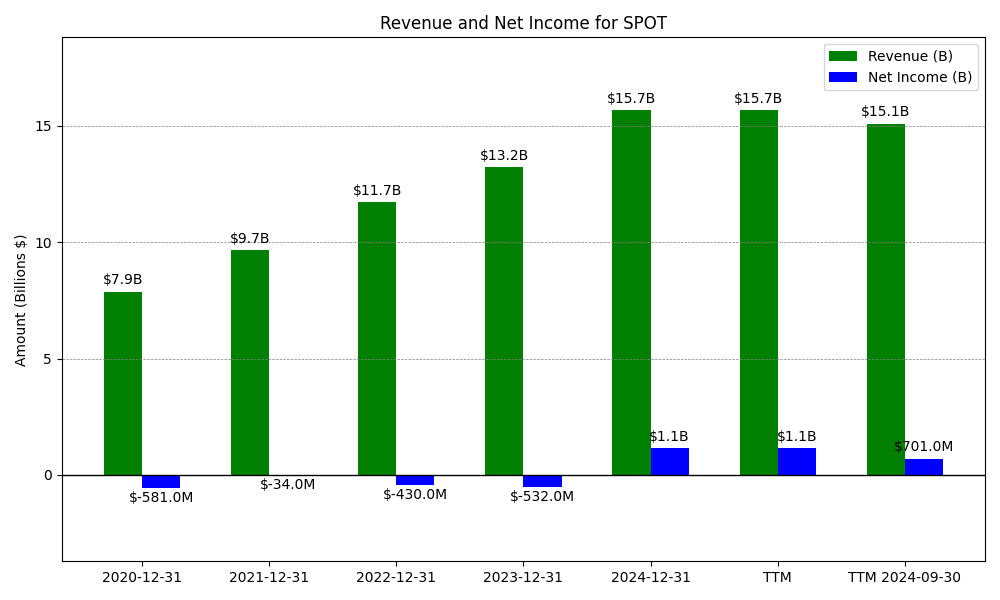 Revenue and Net Income for SPOT
Revenue (B)
Net Income (B)
Amount (Billions $)
15
10
5
0
$7.9B
$9.7B
$11.7B
$13.2B
$15.7B
$15.7B
$15.1B
$-581.0M
$-34.0M
$-430.0M
$-532.0M
$1.1B
$1.1B
$701.0M
2020-12-31
2021-12-31
2022-12-31
2023-12-31
2024-12-31
TTM
TTM 2024-09-30